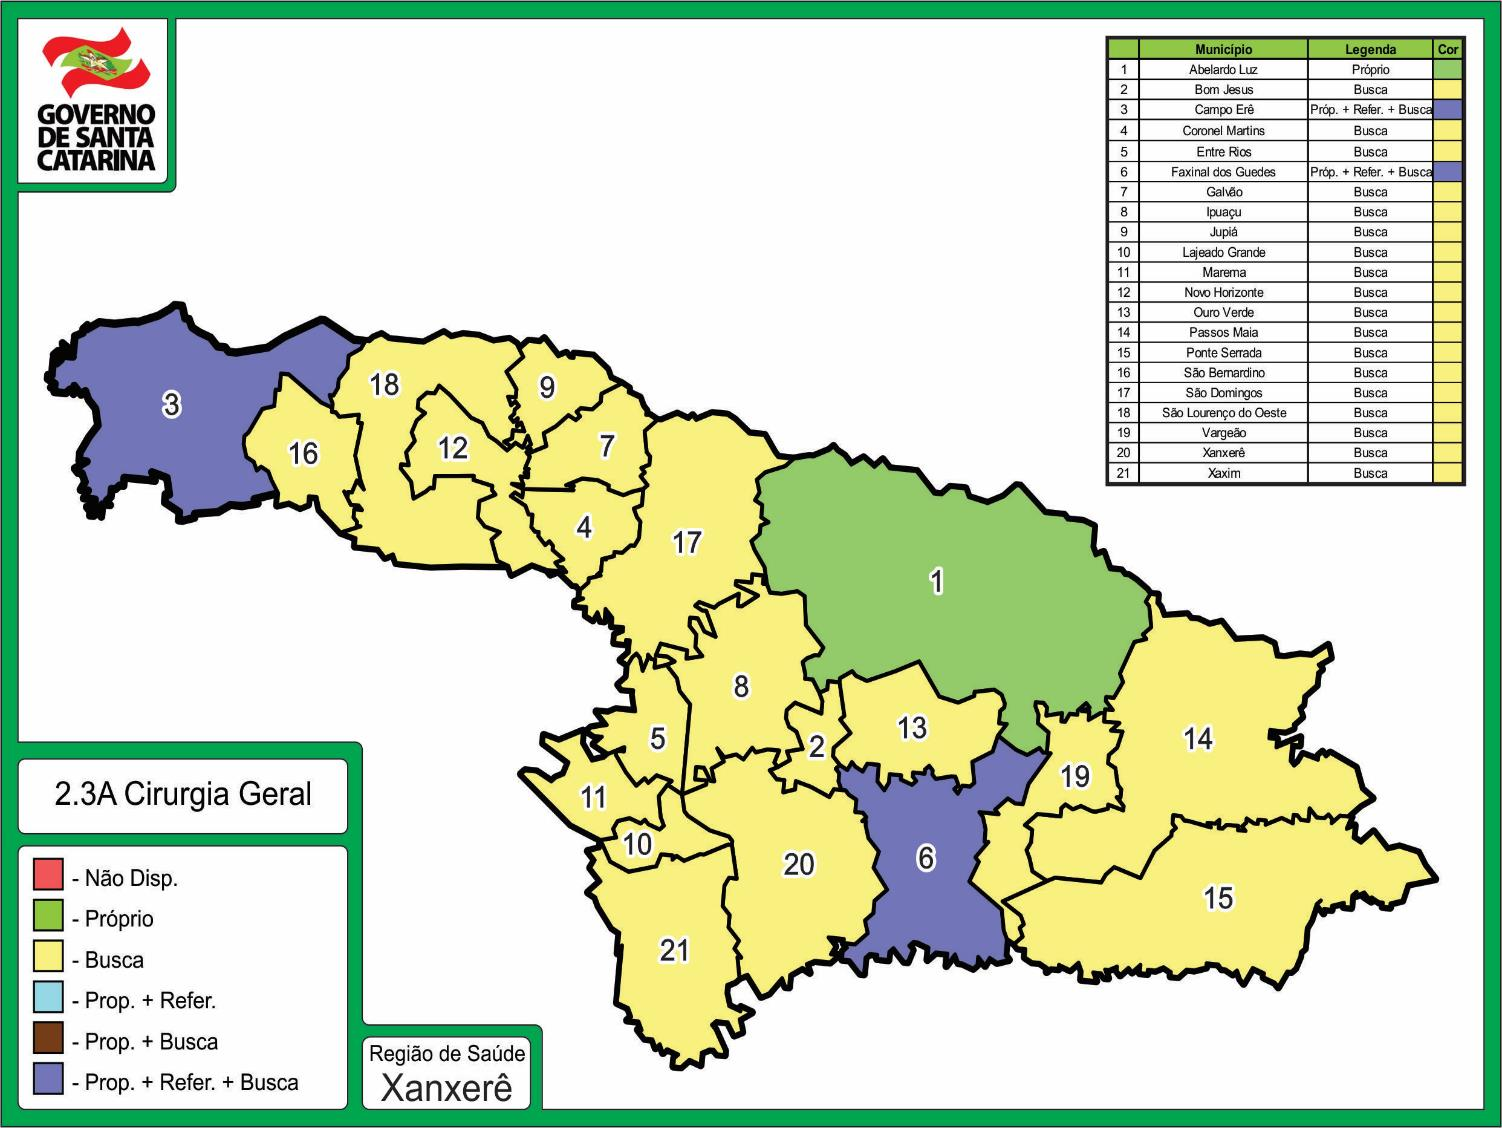 GOVERNO
DE SANTA
CATARINA
Município Legenda Cor
1 Abelardo Luz Próprio
2 Bom Jesus Busca
3 Campo Erê Próp. + Refer. + Busca
4 Coronel Martins Busca
5 Entre Rios Busca
6 Faxinal dos Guedes Próp. + Refer. + Busca
7 Galvão Busca
8 Ipuaçu Busca
9 Jupiá Busca
10 Lajeado Grande Busca
11 Marema Busca
12 Novo Horizonte Busca
13 Ouro Verde Busca
14 Passos Maia Busca
15 Ponte Serrada Busca
16 São Bernardino Busca
17 São Domingos Busca
18 São Lourenço do Oeste Busca
19 Vargeão Busca
20 Xanxerê Busca
21 Xaxim Busca
3
18
9
16
12
7
4
17
1
8
5
2
13
14
19
11
10
20
6
15
21
2.3A Cirurgia Geral
- Não Disp.
- Próprio
- Busca
- Prop. + Refer.
- Prop. + Busca
- Prop. + Refer. + Busca
Região de Saúde
Xanxerê